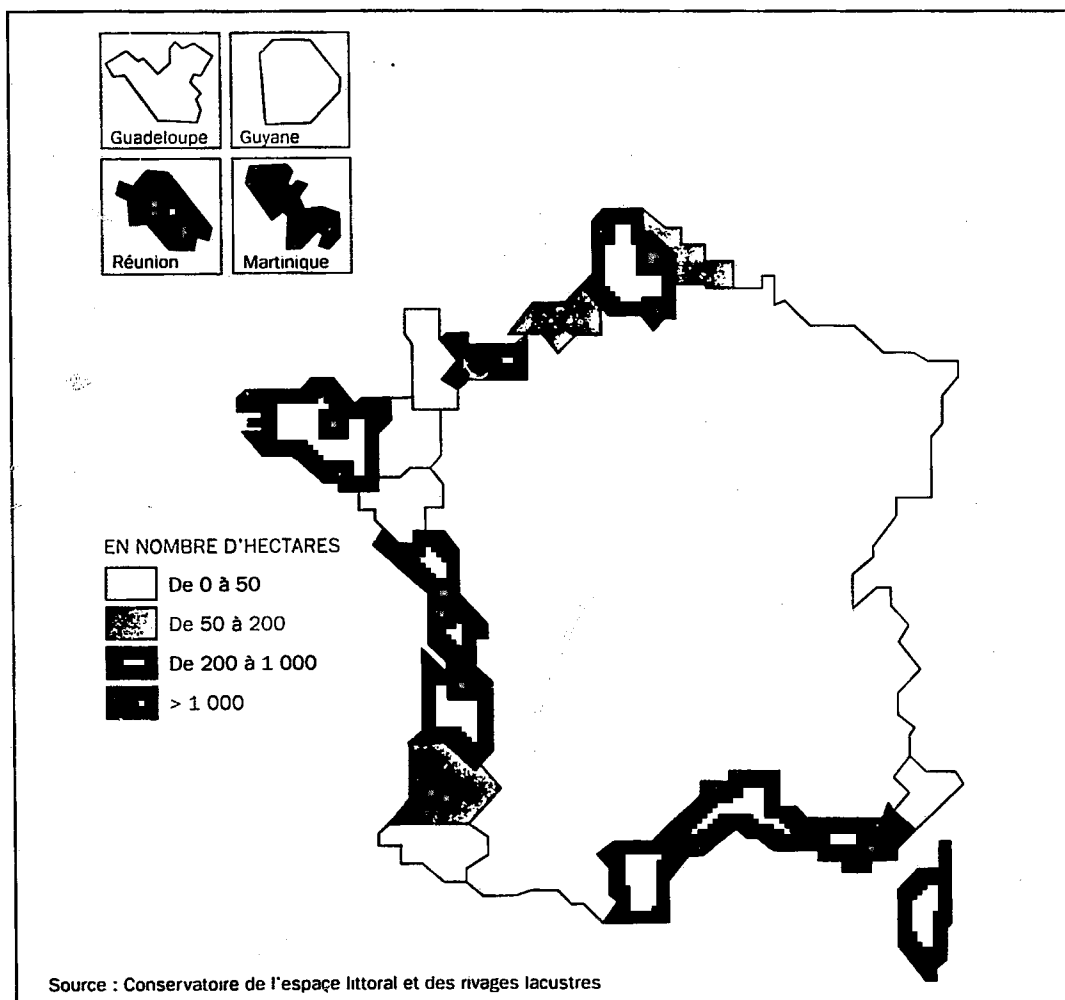 Guadeloupe
Guyane
Réunion
Martinique
EN NOMBRE D'HECTARES
De 0 à 50
De 50 à 200
De 200 à 1 000
> 1 000
Source : Conservatoire de l'espaçe littoral et des rivages lacustres